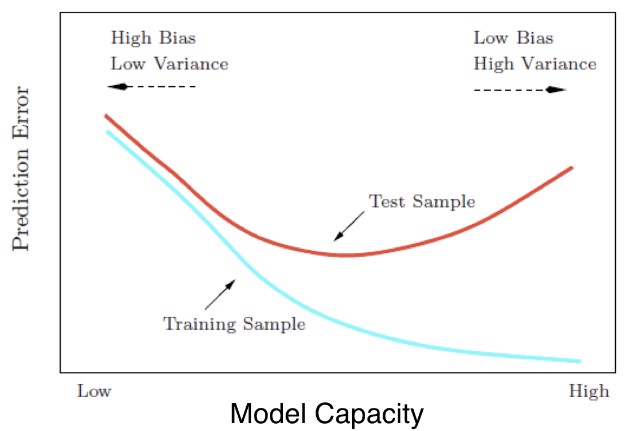 High Bias
Low Variance
Low Bias
High Variance
Prediction Error
Test Sample
Training Sample
Low
High
Model Capacity